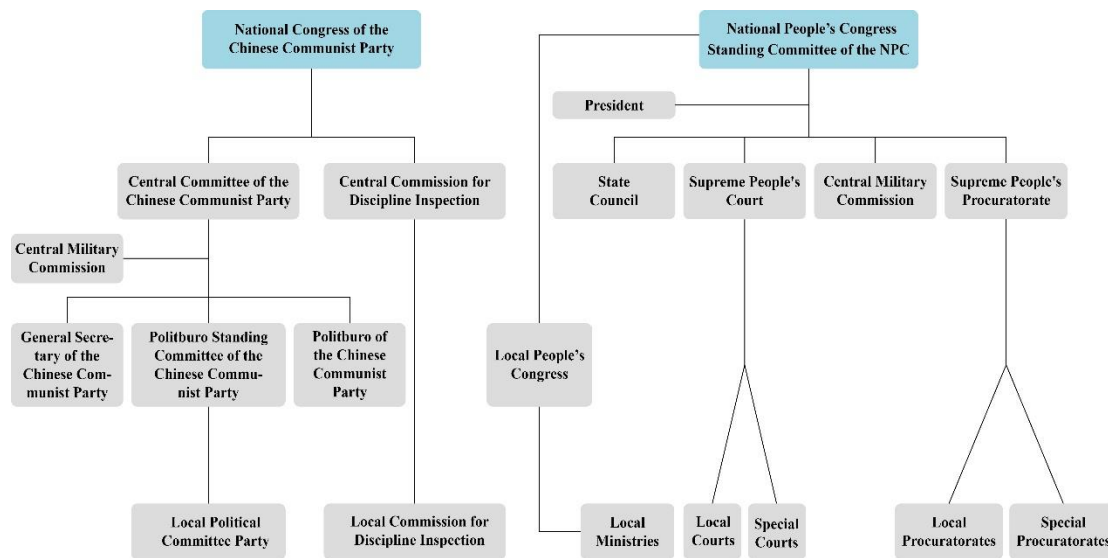 National Congress of the
Chinese Communist Party
National People's Congress
Standing Committee of the NPC
President
Central Committee of the
Chinese Communist Party
Central Commission for
Discipline Inspection
State
Council
Supreme People's
Court
Central Military
Commission
Supreme People's
Procuratorate
Central Military
Commission
General Secre-
tary of the
Chinese Com-
munist Party
Politburo Standing
Committee of the
Chinese Commu-
nist Party
Politburo of
the Chinese
Communist
Party
Local People's
Congress
Local Political
Committee Party
Local Commission for
Discipline Inspection
Local
Ministries
Local
Courts
Special
Courts
Local
Procuratorates
Special
Procuratorates